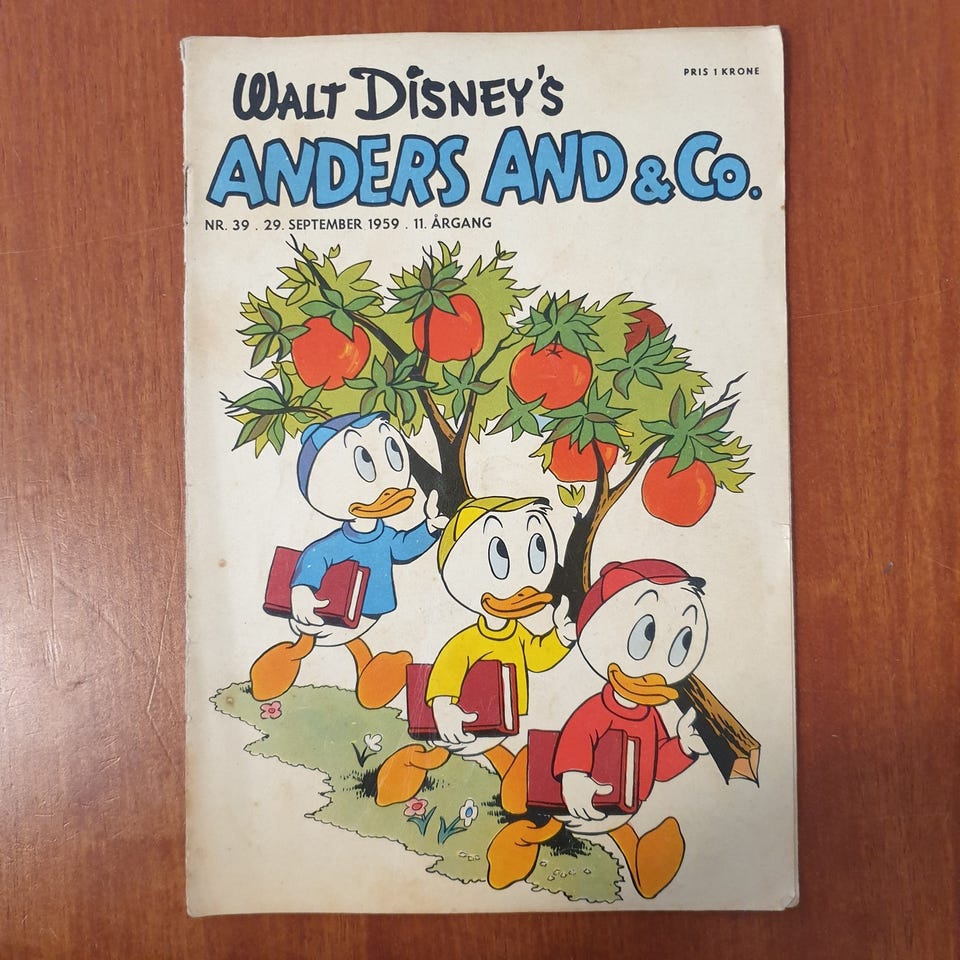 WALT DISNEY'S
PRIS 1 KRONE
ANDERS AND & CO.
NR. 39 . 29. SEPTEMBER 1959 . 11. ÅRGANG